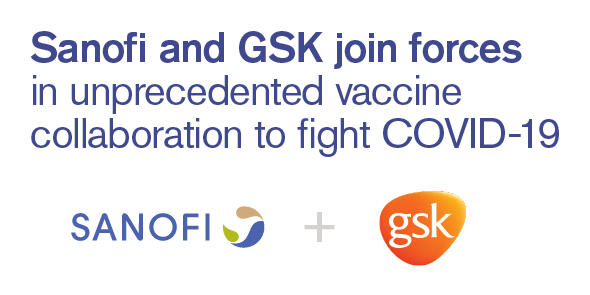 Sanofi and GSK join forces
in unprecedented vaccine
collaboration to fight COVID-19
SANOFI + gsk